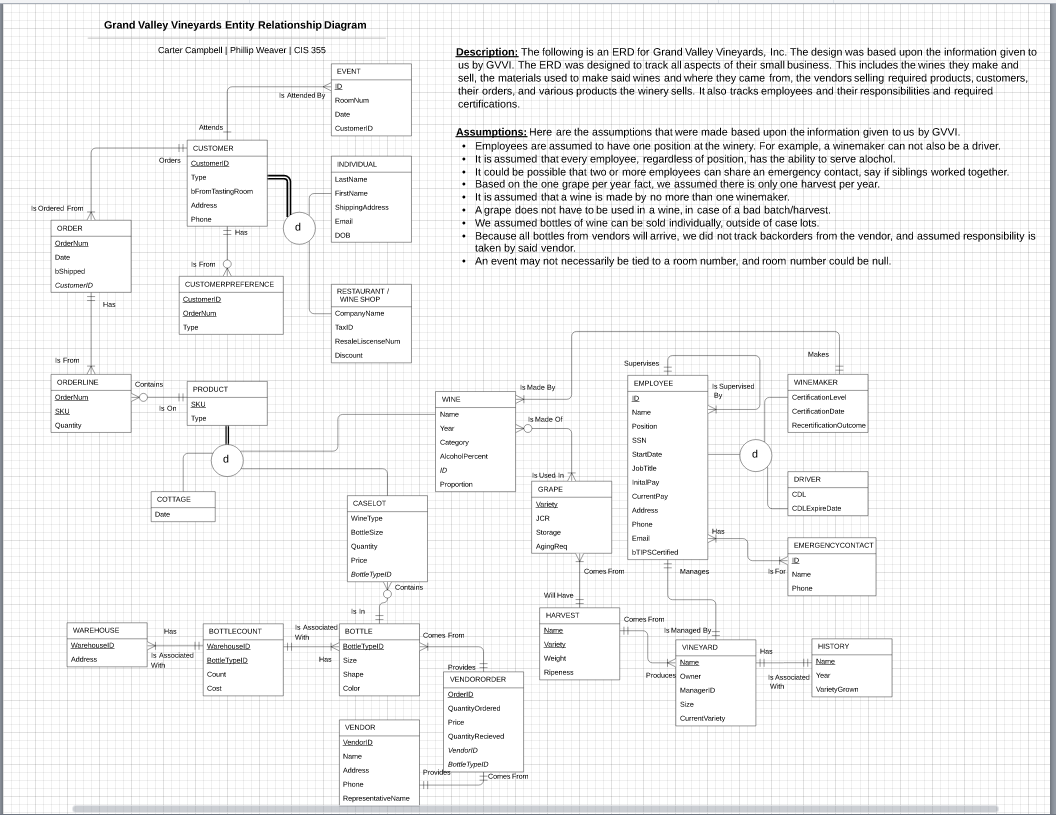 Grand Valley Vineyards Entity Relationship Diagram
Carter Campbell | Phillip Weaver | CIS 355
Description: The following is an ERD for Grand Valley Vineyards, Inc. The design was based upon the information given to
us by GVVI. The ERD was designed to track all aspects of their small business. This includes the wines they make and
sell, the materials used to make said wines and where they came from, the vendors selling required products, customers,
their orders, and various products the winery sells. It also tracks employees and their responsibilities and required
certifications.
Assumptions: Here are the assumptions that were made based upon the information given to us by GVVI.
• Employees are assumed to have one position at the winery. For example, a winemaker can not also be a driver.
• It is assumed that every employee, regardless of position, has the ability to serve alochol.
• It could be possible that two or more employees can share an emergency contact, say if siblings worked together.
• Based on the one grape per year fact, we assumed there is only one harvest per year.
• It is assumed that a wine is made by no more than one winemaker.
• A grape does not have to be used in a wine, in case of a bad batch/harvest.
• We assumed bottles of wine can be sold individually, outside of case lots.
• Because all bottles from vendors will arrive, we did not track backorders from the vendor, and assumed responsibility is
taken by said vendor.
• An event may not necessarily be tied to a room number, and room number could be null.
EVENT
ID
RoomNum
Date
CustomerID
Is Attended By
Attends
CUSTOMER
CustomerID
Type
bFromTastingRoom
Address
Phone
Orders
Is Ordered From
Has
Is From
d
INDIVIDUAL
LastName
FirstName
ShippingAddress
Email
DOB
ORDER
OrderNum
Date
bShipped
CustomerID
Has
Is From
CUSTOMERPREFERENCE
CustomerID
OrderNum
Type
RESTAURANT /
WINE SHOP
CompanyName
TaxID
ResaleLiscenseNum
Discount
ORDERLINE
OrderNum
SKU
Quantity
Contains
Is On
PRODUCT
SKU
Type
d
COTTAGE
Date
WINE
Name
Year
Category
AlcoholPercent
ID
Proportion
Is Made By
Is Made Of
Is Used In
GRAPE
Variety
JCR
Storage
AgingReq
Comes From
Will Have
Supervises
Is Supervised
By
EMPLOYEE
ID
Name
Position
SSN
StartDate
JobTitle
InitalPay
CurrentPay
Address
Phone
Email
bTIPSCertified
Makes
WINEMAKER
CertificationLevel
CertificationDate
RecertificationOutcome
d
DRIVER
CDL
CDLExpireDate
Has
Is For
EMERGENCYCONTACT
ID
Name
Phone
Manages
Is Managed By
CASELOT
WineType
BottleSize
Quantity
Price
BottleTypeID
Contains
Is In
WAREHOUSE
WarehouseID
Address
Has
Is Associated
With
BOTTLECOUNT
WarehouseID
BottleTypeID
Count
Cost
Is Associated
With
Has
BOTTLE
BottleTypeID
Size
Shape
Color
Comes From
Provides
VENDORORDER
OrderID
QuantityOrdered
Price
QuantityRecieved
VendorID
BottleTypeID
VENDOR
VendorID
Name
Address
Phone
RepresentativeName
Provides
Comes From
HARVEST
Name
Variety
Weight
Ripeness
Comes From
Produces
VINEYARD
Name
Owner
ManagerID
Size
CurrentVariety
Has
Is Associated
With
HISTORY
Name
Year
VarietyGrown